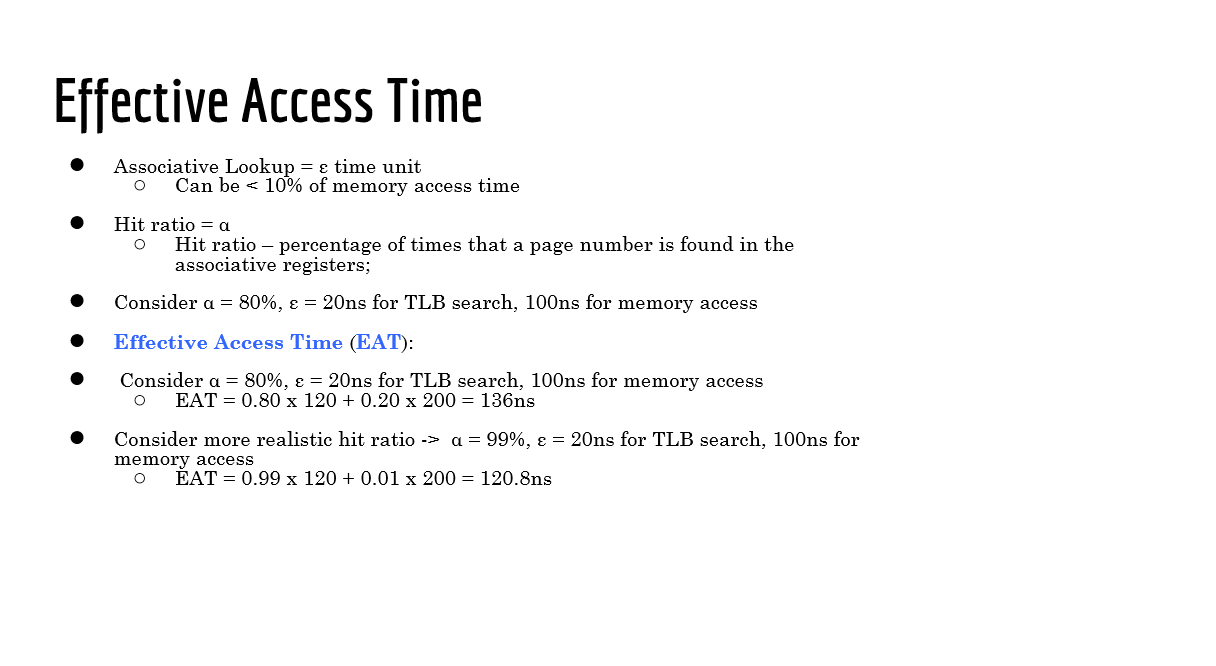 Effective Access Time
● Associative Lookup = ε time unit
○ Can be < 10% of memory access time
● Hit ratio = α
○ Hit ratio – percentage of times that a page number is found in the
associative registers;
● Consider α = 80%, ε = 20ns for TLB search, 100ns for memory access
● Effective Access Time (EAT):
● Consider α = 80%, ε = 20ns for TLB search, 100ns for memory access
○ EAT = 0.80 x 120 + 0.20 x 200 = 136ns
● Consider more realistic hit ratio -> α = 99%, ε = 20ns for TLB search, 100ns for
memory access
○ EAT = 0.99 x 120 + 0.01 x 200 = 120.8ns